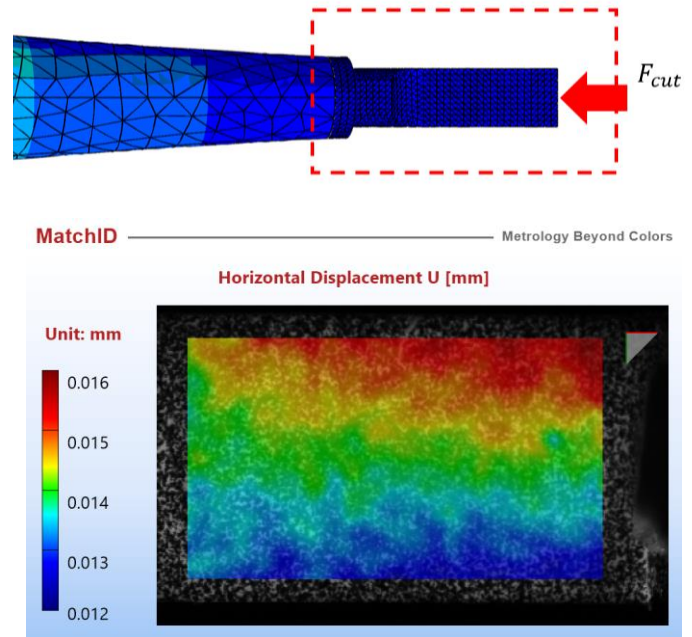 F_cut
MatchID
Metrology Beyond Colors
Horizontal Displacement U [mm]
Unit: mm
0.016
0.015
0.014
0.013
0.012